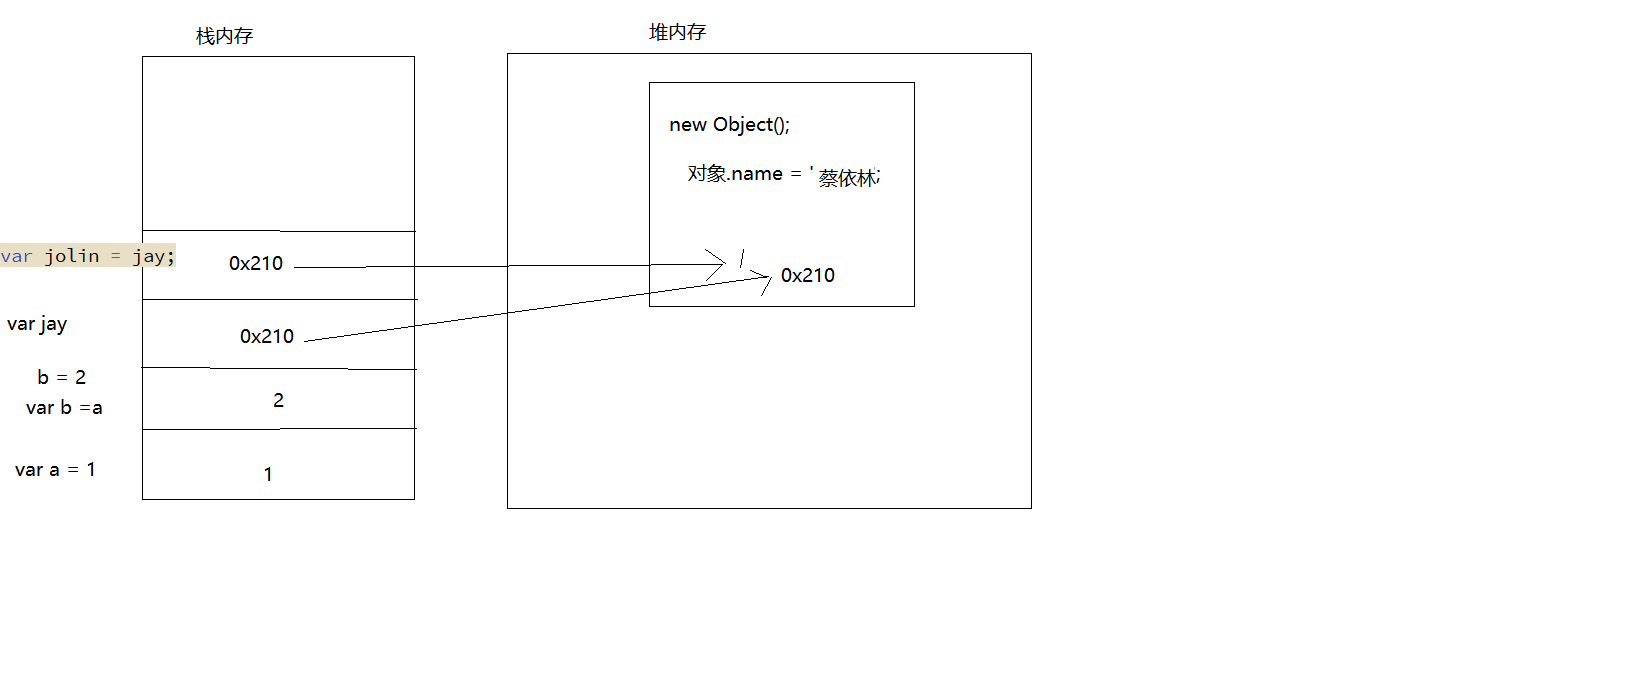 栈内存
堆内存
new Object();
对象.name = ' 蔡依林;
var jolin = jay;
0x210
0x210
var jay
0x210
b = 2
var b =a
2
var a = 1
1